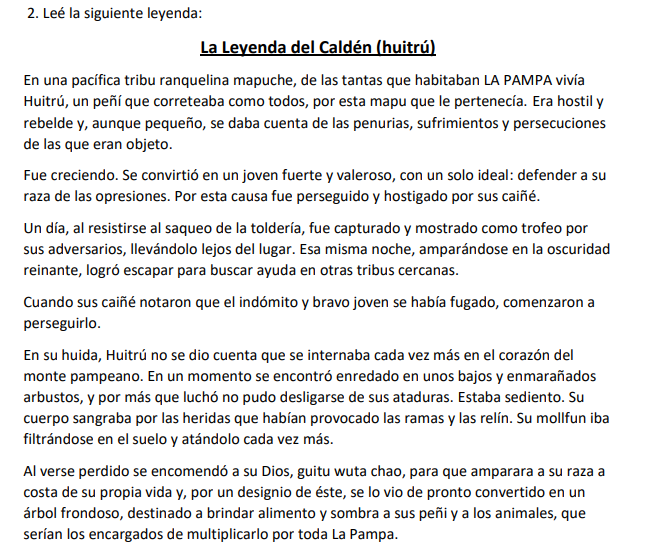 2. Leé la siguiente leyenda:
La Leyenda del Caldén (huitrú)
En una pacífica tribu ranquelina mapuche, de las tantas que habitaban LA PAMPA vivía
Huitrú, un peñí que correteaba como todos, por esta mapu que le pertenecía. Era hostil y
rebelde y, aunque pequeño, se daba cuenta de las penurias, sufrimientos y persecuciones
de las que eran objeto.
Fue creciendo. Se convirtió en un joven fuerte y valeroso, con un solo ideal: defender a su
raza de las opresiones. Por esta causa fue perseguido y hostigado por sus caiñé.
Un día, al resistirse al saqueo de la toldería, fue capturado y mostrado como trofeo por
sus adversarios, llevándolo lejos del lugar. Esa misma noche, amparándose en la oscuridad
reinante, logró escapar para buscar ayuda en otras tribus cercanas.
Cuando sus caiñé notaron que el indómito y bravo joven se había fugado, comenzaron a
perseguirlo.
En su huida, Huitrú no se dio cuenta que se internaba cada vez más en el corazón del
monte pampeano. En un momento se encontró enredado en unos bajos y enmarañados
arbustos, y por más que luchó no pudo desligarse de sus ataduras. Estaba sediento. Su
cuerpo sangraba por las heridas que habían provocado las ramas y las relín. Su mollfun iba
filtrándose en el suelo y atándolo cada vez más.
Al verse perdido se encomendó a su Dios, guitu wuta chao, para que amparara a su raza a
costa de su propia vida y, por un designio de éste, se lo vio de pronto convertido en un
árbol frondoso, destinado a brindar alimento y sombra a sus peñi y a los animales, que
serían los encargados de multiplicarlo por toda La Pampa.